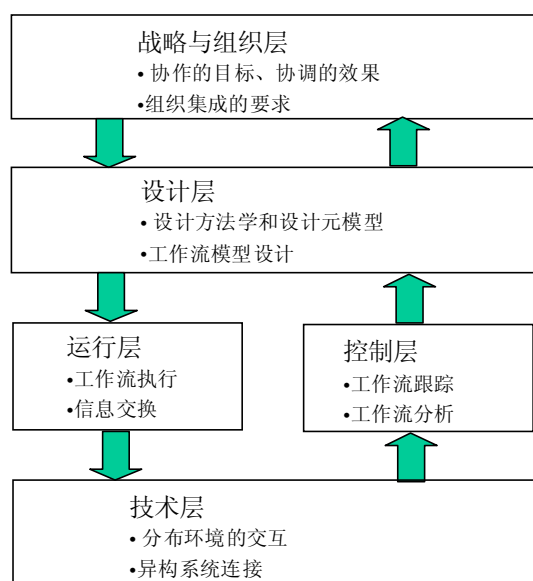 战略与组织层
• 协作的目标、协调的效果
•组织集成的要求
设计层
• 设计方法学和设计元模型
•工作流模型设计
运行层
•工作流执行
•信息交换
控制层
•工作流跟踪
•工作流分析
技术层
• 分布环境的交互
•异构系统连接